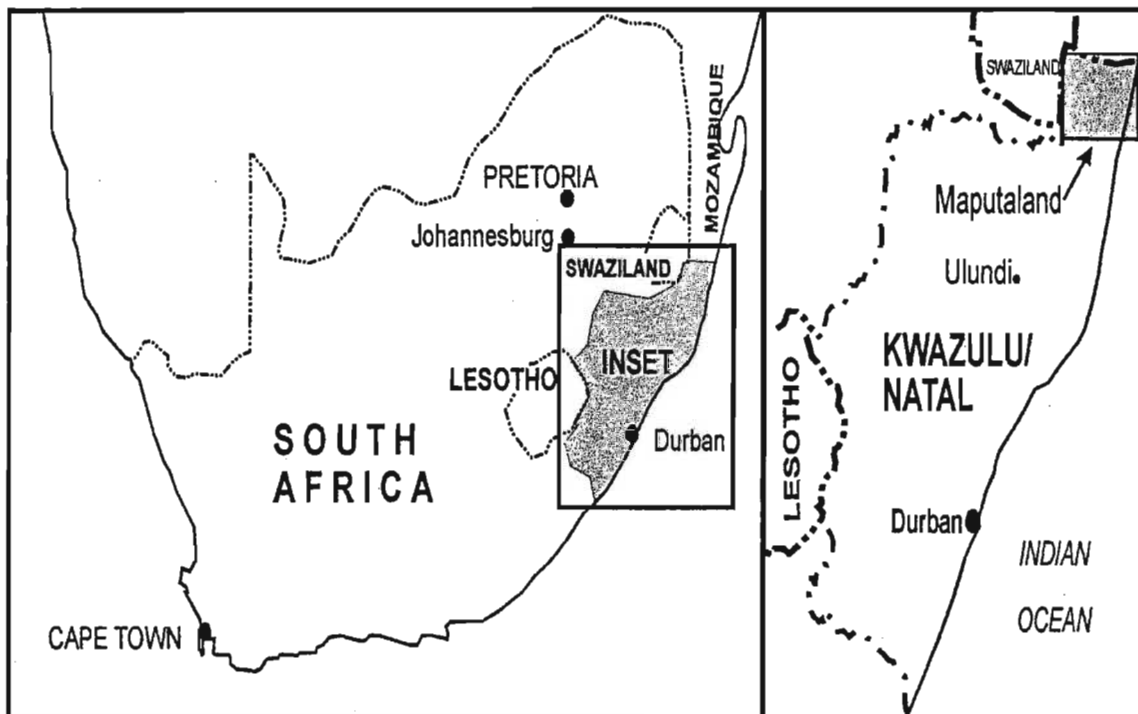 MOZAMBIQUE
PRETORIA
Johannesburg
SWAZILAND
LESOTHO
INSET
SOUTH
AFRICA
Durban
CAPE TOWN
SWAZILAND
Maputaland
Ulundi
KWAZULU/
NATAL
LESOTHO
Durban
INDIAN
OCEAN